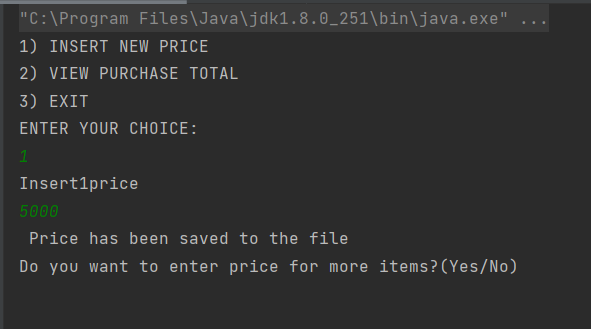 "C:\Program Files\Java\jdk1.8.0_251\bin\java.exe" ...
1) INSERT NEW PRICE
2) VIEW PURCHASE TOTAL
3) EXIT
ENTER YOUR CHOICE:
1
Insert1price
5000
 Price has been saved to the file
Do you want to enter price for more items?(Yes/No)